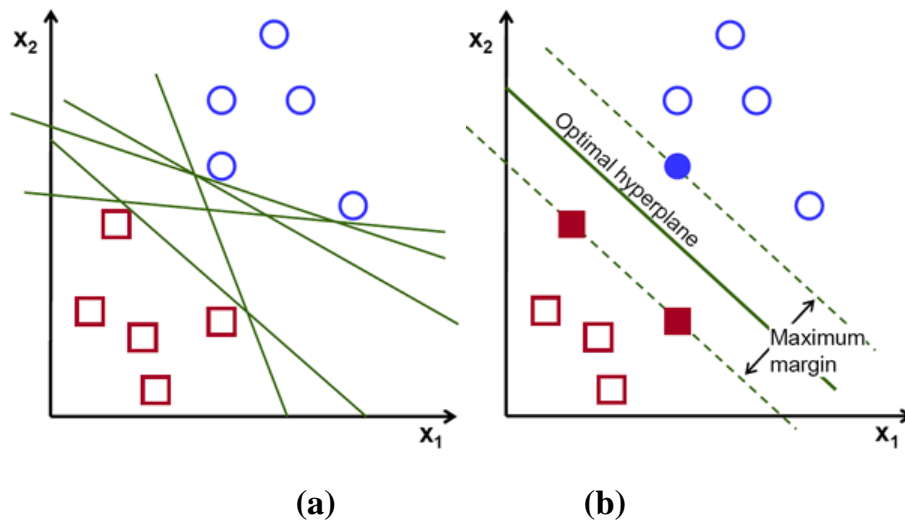 x2
x1
(a)
x2
Optimal hyperplane
Maximum
margin
x1
(b)